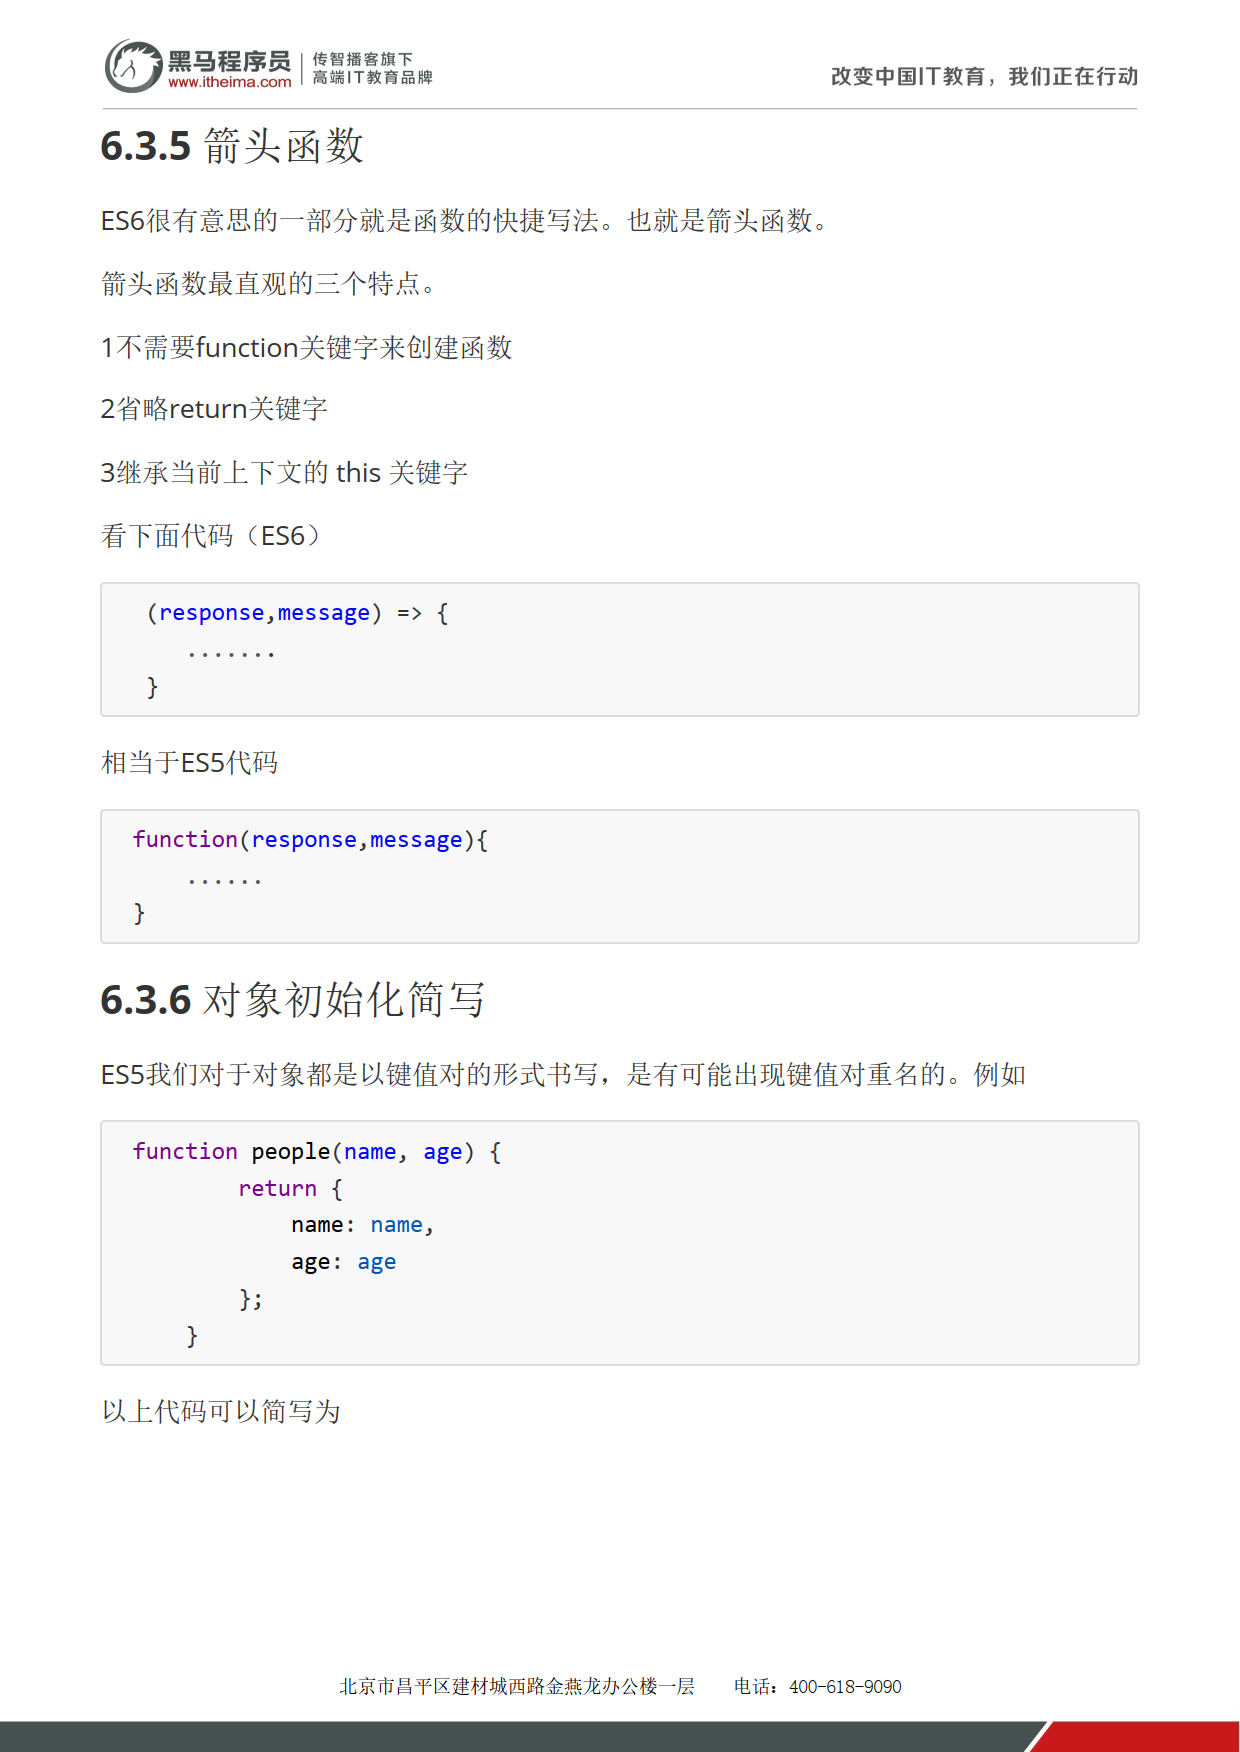 黑马程序员
www.itheima.com
传智播客旗下
高端IT教育品牌
改变中国IT教育，我们正在行动
6.3.5 箭头函数
ES6很有意思的一部分就是函数的快捷写法。也就是箭头函数。
箭头函数最直观的三个特点。
1不需要function关键字来创建函数
2省略return关键字
3继承当前上下文的 this 关键字
看下面代码（ES6）
(response,message) => {
.......
}
相当于ES5代码
function(response,message){
......
}
6.3.6 对象初始化简写
ES5我们对于对象都是以键值对的形式书写，是有可能出现键值对重名的。例如
function people(name, age) {
return {
name: name,
age: age
};
}
以上代码可以简写为
北京市昌平区建材城西路金燕龙办公楼一层 电话：400-618-9090